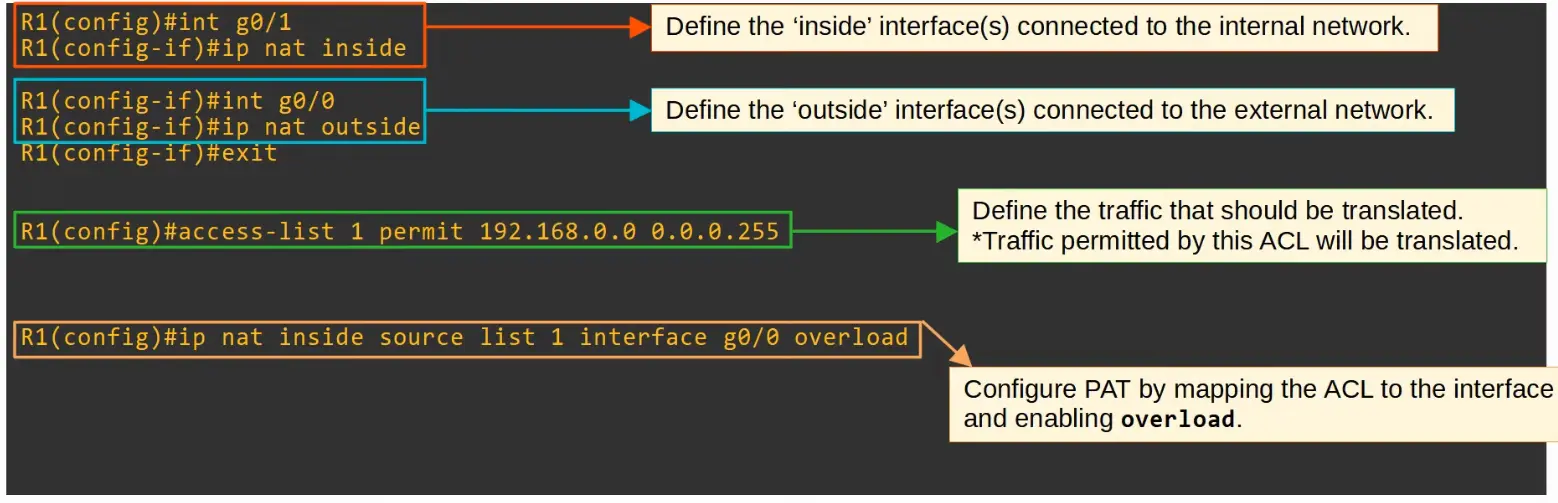 R1(config)#int g0/1
R1(config-if)#ip nat inside
Define the ‘inside’ interface(s) connected to the internal network.
R1(config-if)#int g0/0
R1(config-if)#ip nat outside
R1(config-if)#exit
Define the ‘outside’ interface(s) connected to the external network.
R1(config)#access-list 1 permit 192.168.0.0 0.0.0.255
Define the traffic that should be translated.
*Traffic permitted by this ACL will be translated.
R1(config)#ip nat inside source list 1 interface g0/0 overload
Configure PAT by mapping the ACL to the interface
and enabling overload.